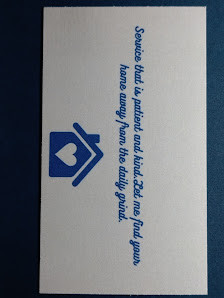 Service that is patient and kind.Let me find your
home away from the daily grind.